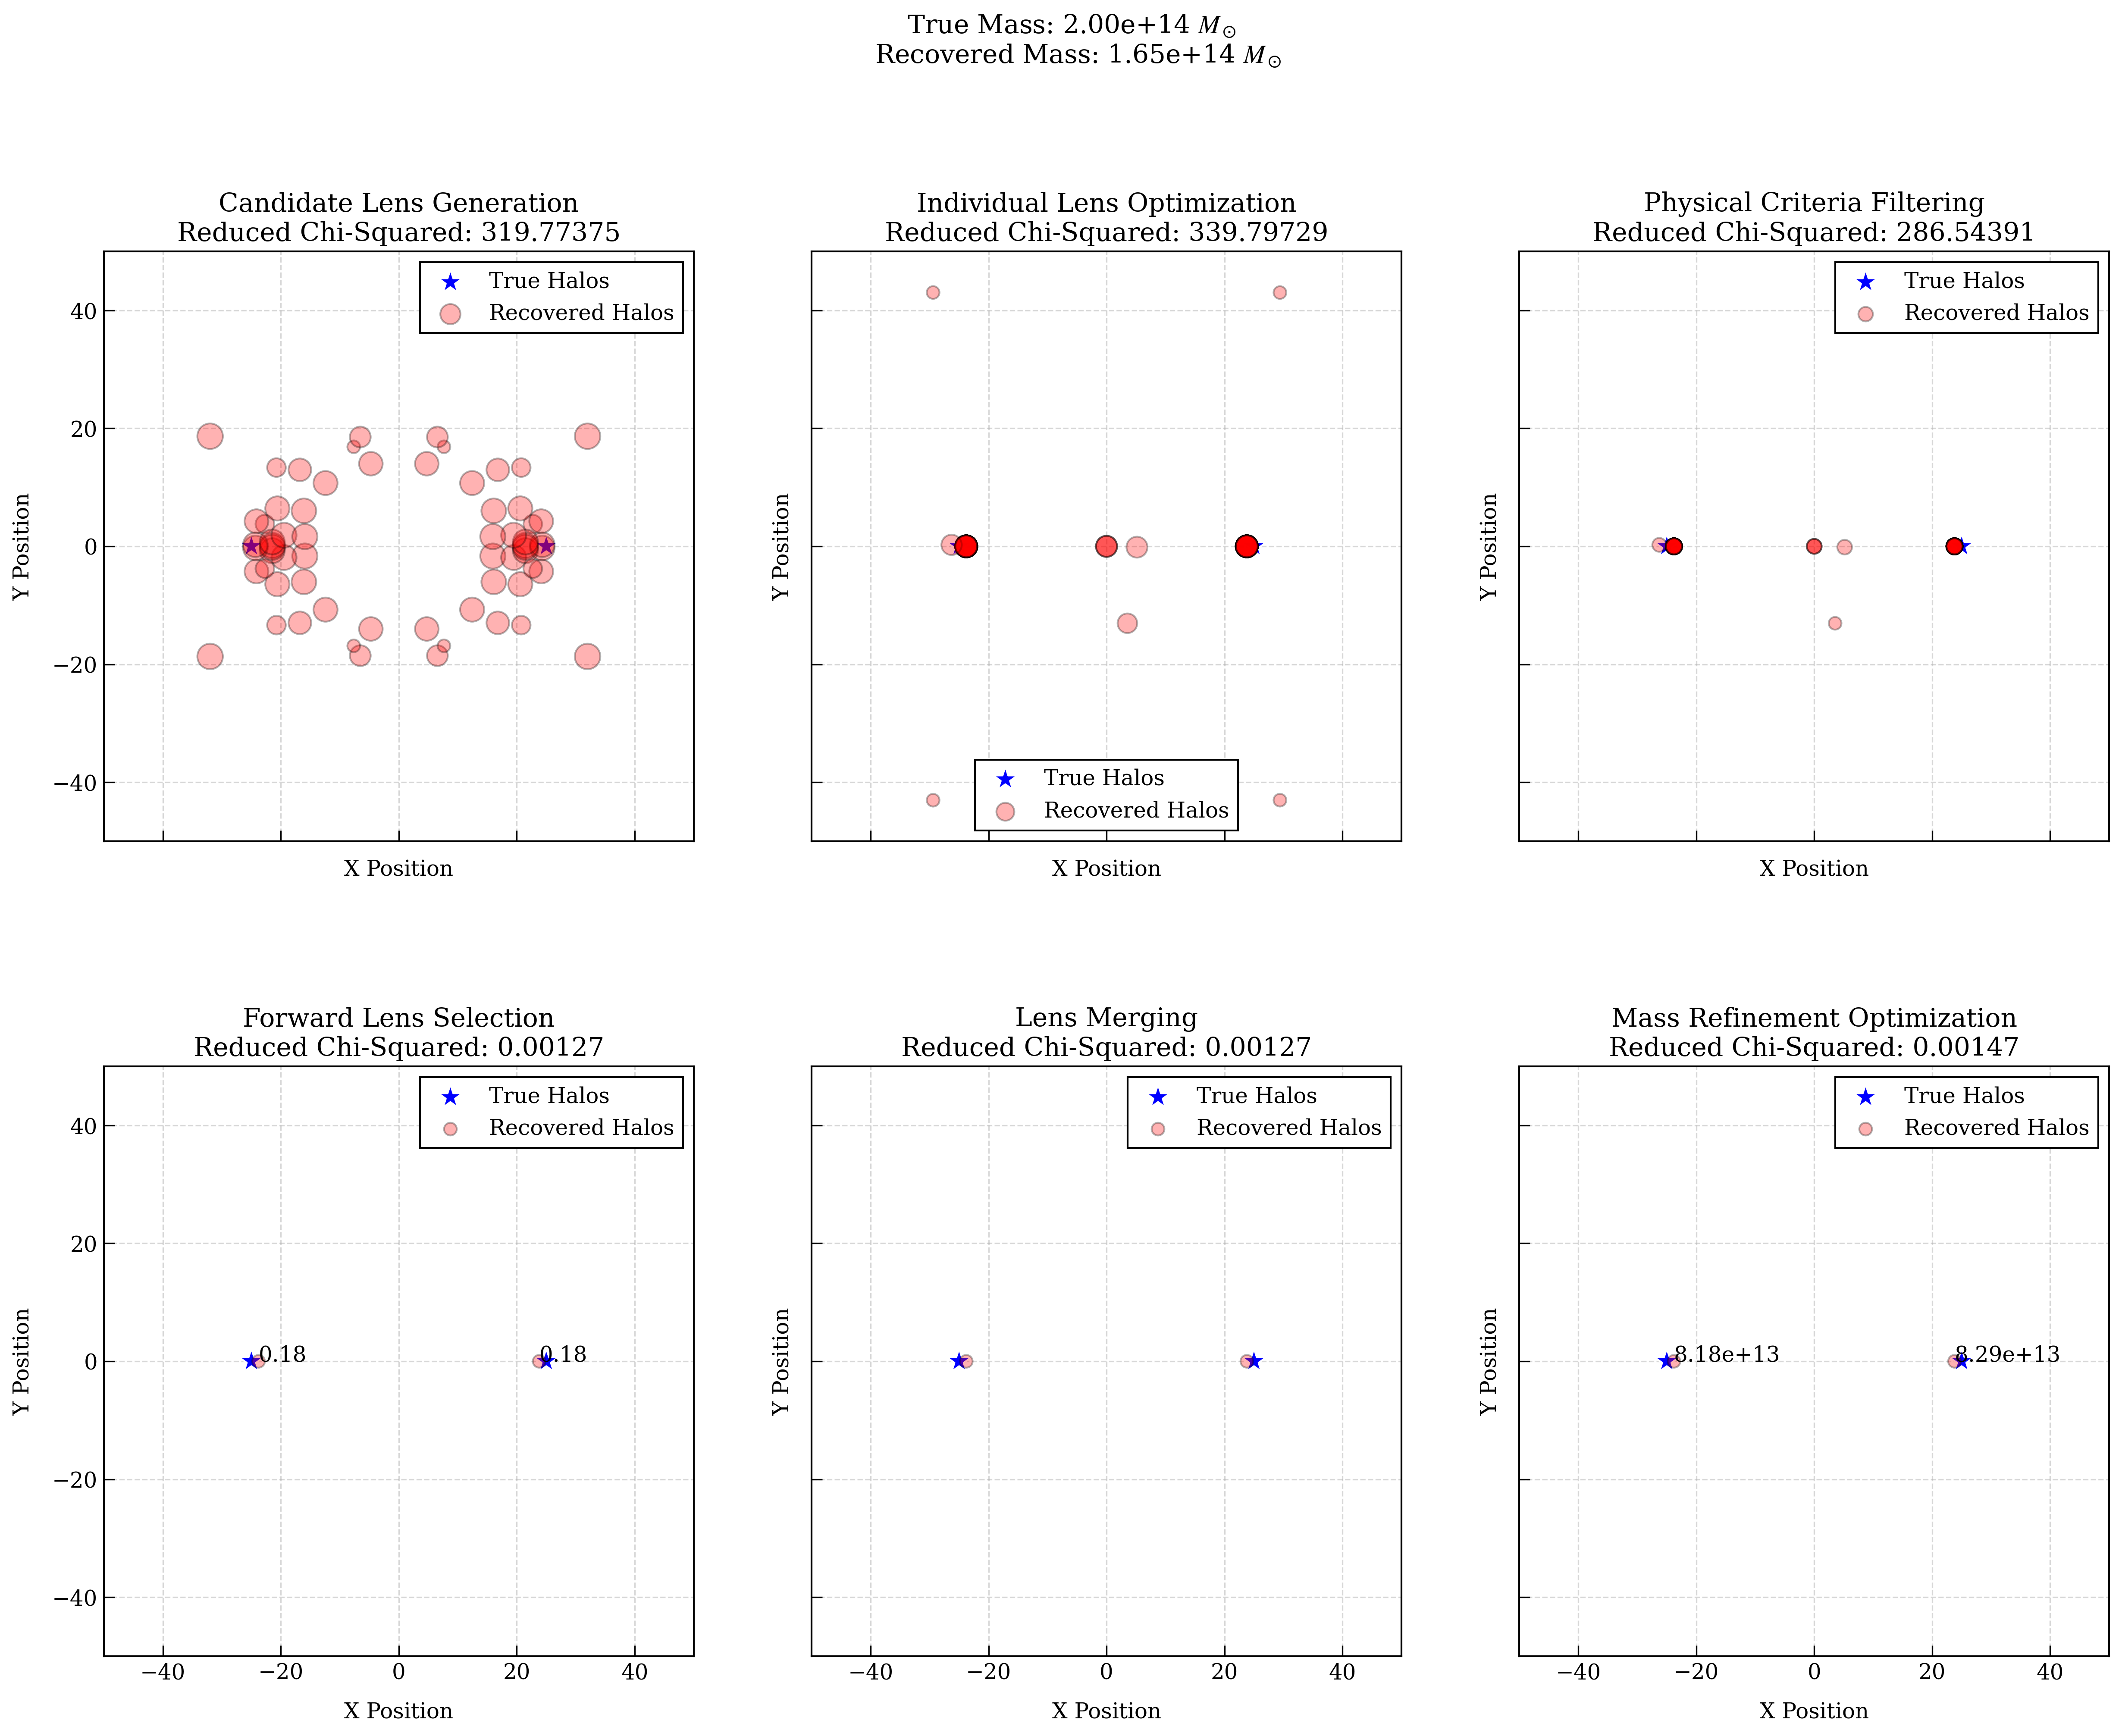 True Mass: 2.00e+14 M⊙
Recovered Mass: 1.65e+14 M⊙
Candidate Lens Generation
Reduced Chi-Squared: 319.77375
True Halos
Recovered Halos
40
20
0
−20
−40
Y Position
X Position
Individual Lens Optimization
Reduced Chi-Squared: 339.79729
True Halos
Recovered Halos
Y Position
X Position
Physical Criteria Filtering
Reduced Chi-Squared: 286.54391
True Halos
Recovered Halos
Y Position
X Position
Forward Lens Selection
Reduced Chi-Squared: 0.00127
True Halos
Recovered Halos
40
20
0
−20
−40
0.18
0.18
Y Position
−40 −20 0 20 40
X Position
Lens Merging
Reduced Chi-Squared: 0.00127
True Halos
Recovered Halos
Y Position
−40 −20 0 20 40
X Position
Mass Refinement Optimization
Reduced Chi-Squared: 0.00147
True Halos
Recovered Halos
8.18e+13
8.29e+13
Y Position
−40 −20 0 20 40
X Position